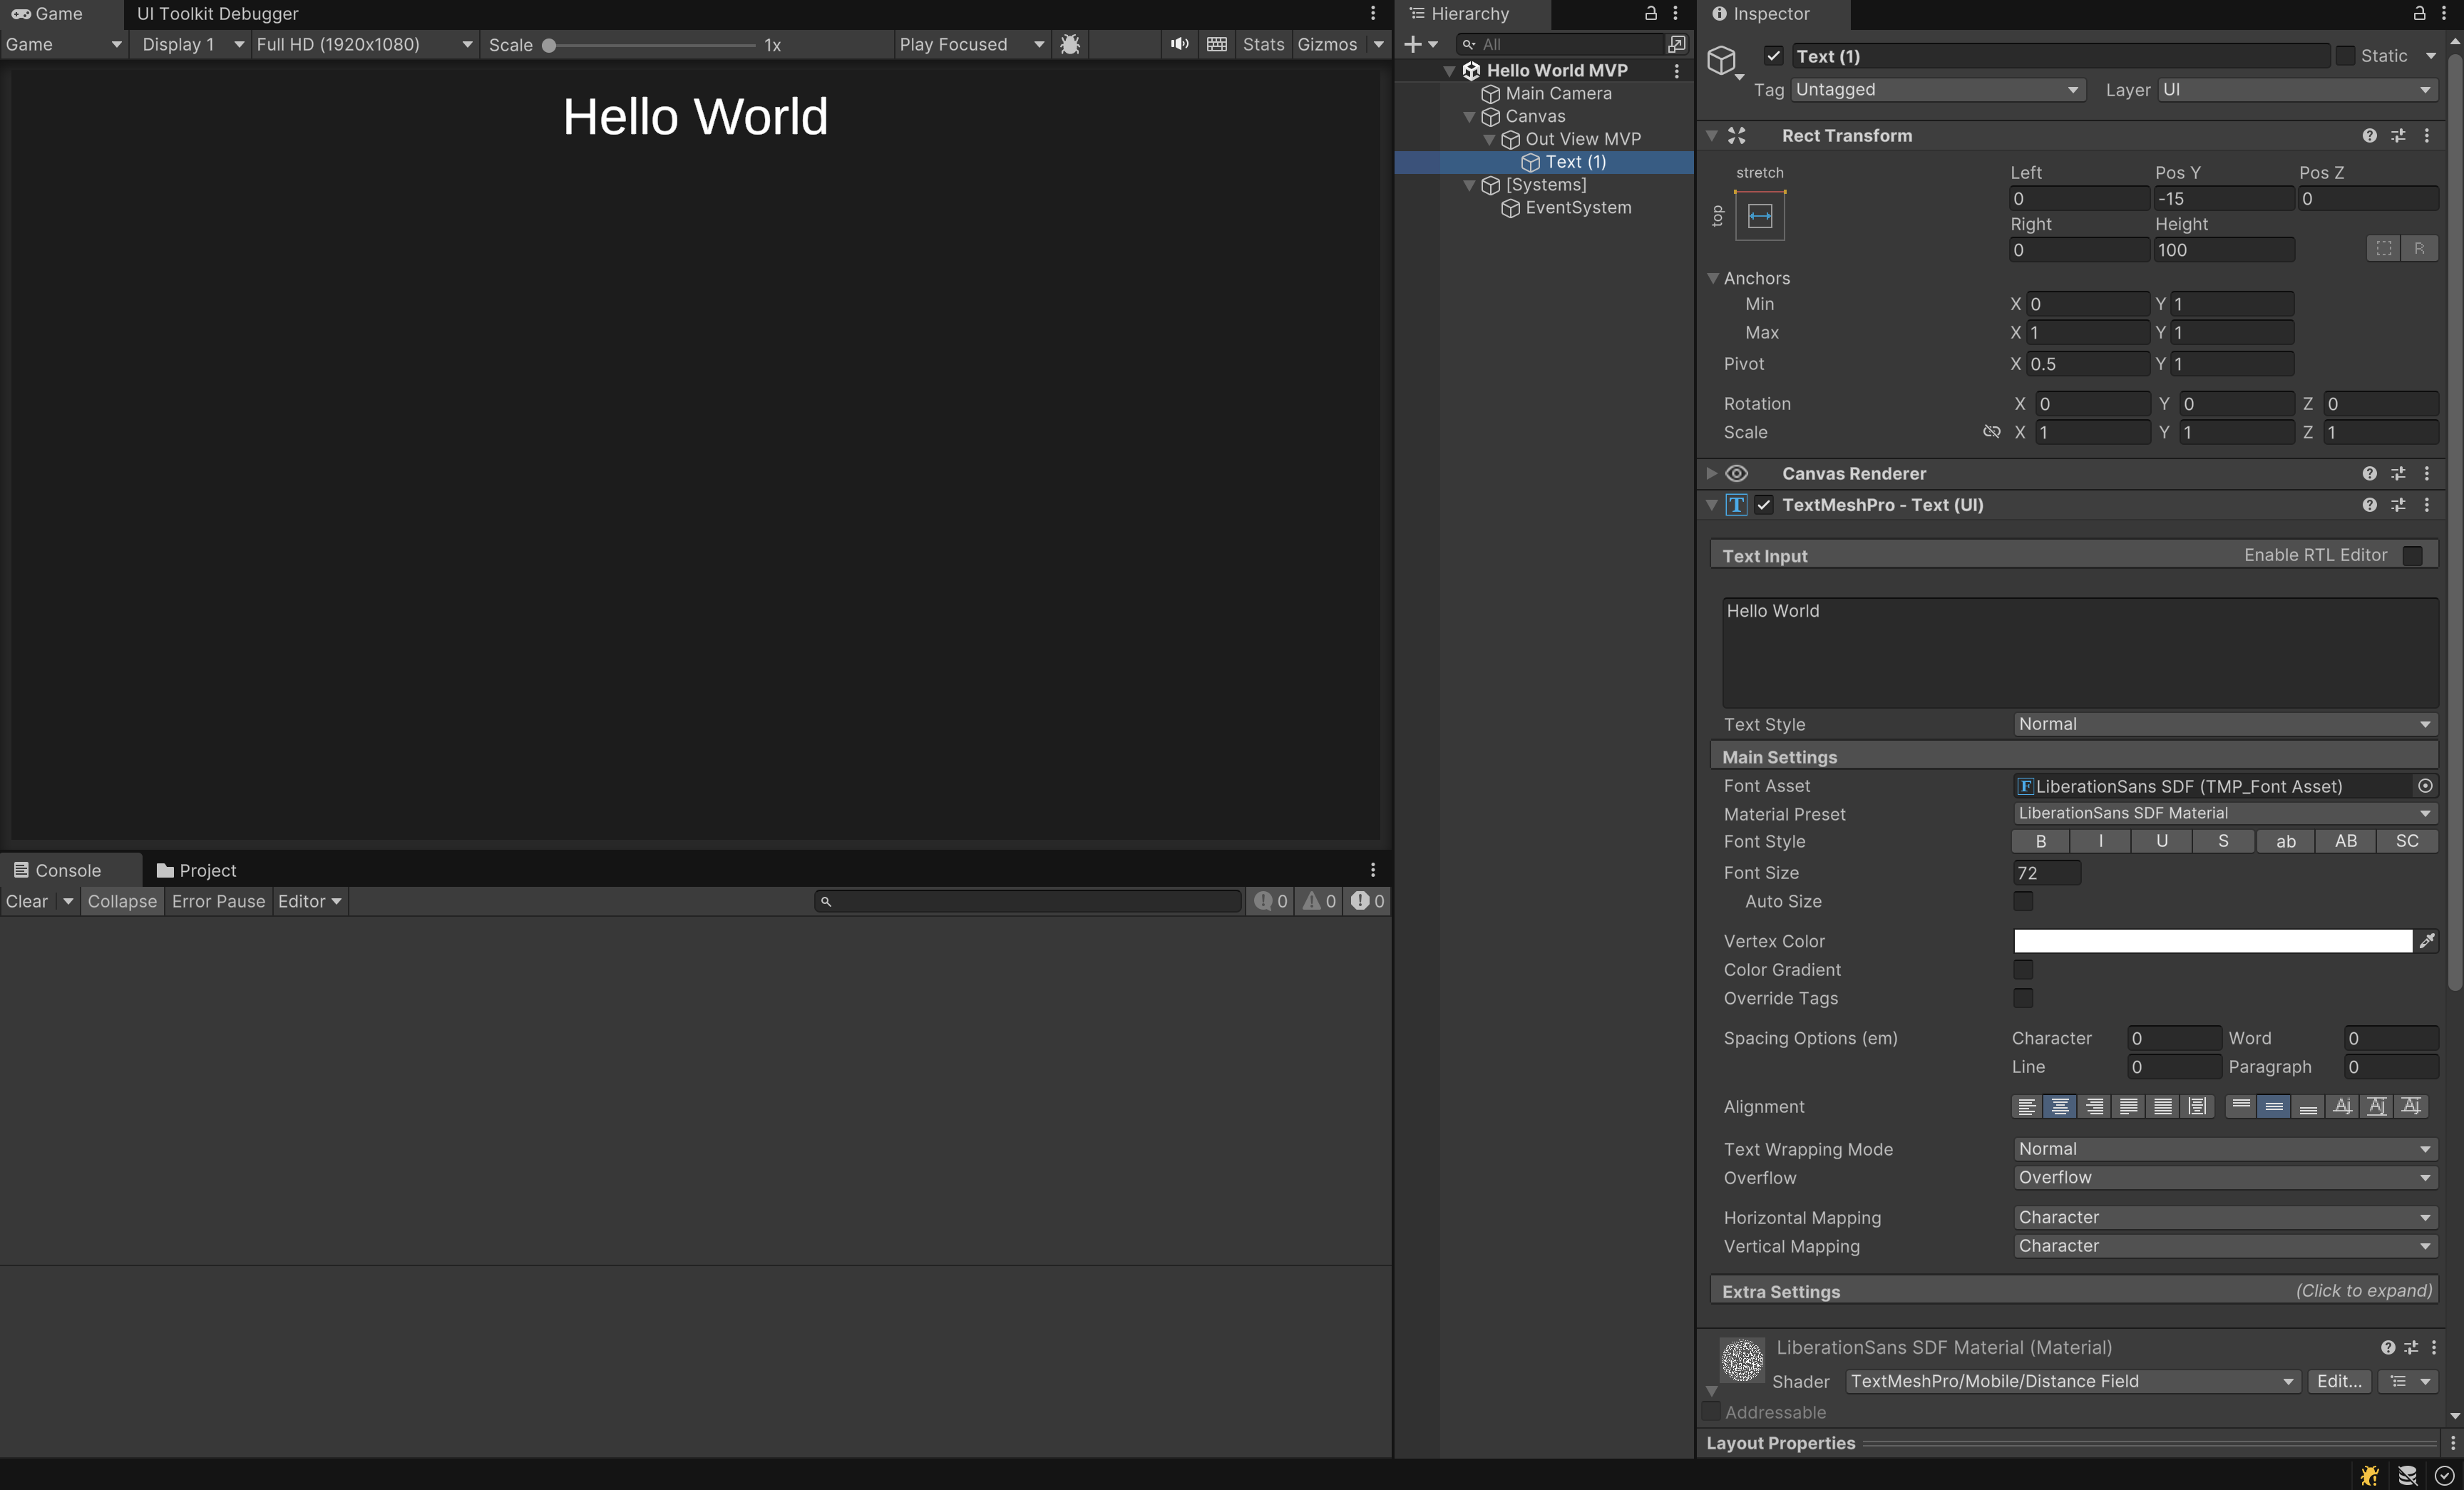 Game
UI Toolkit Debugger
Game
Display 1
Full HD (1920x1080)
Scale
1x
Play Focused
Stats
Gizmos
Hello World
Console
Project
Clear
Collapse
Error Pause
Editor
0
0
0
Hierarchy
All
Hello World MVP
Main Camera
Canvas
Out View MVP
Text (1)
[Systems]
EventSystem
Inspector
Text (1)
Static
Tag Untagged
Layer UI
Rect Transform
stretch
top
Left Pos Y Pos Z
0 -15 0
Right Height
0 100
R
Anchors
Min X 0 Y 1
Max X 1 Y 1
Pivot X 0.5 Y 1
Rotation X 0 Y 0 Z 0
Scale X 1 Y 1 Z 1
Canvas Renderer
T TextMeshPro - Text (UI)
Text Input Enable RTL Editor
Hello World
Text Style Normal
Main Settings
Font Asset F LiberationSans SDF (TMP_Font Asset)
Material Preset LiberationSans SDF Material
Font Style B I U S ab AB SC
Font Size 72
Auto Size
Vertex Color
Color Gradient
Override Tags
Spacing Options (em) Character 0 Word 0
Line 0 Paragraph 0
Alignment Aj Aj Aj
Text Wrapping Mode Normal
Overflow Overflow
Horizontal Mapping Character
Vertical Mapping Character
Extra Settings (Click to expand)
LiberationSans SDF Material (Material)
Shader TextMeshPro/Mobile/Distance Field Edit...
Addressable
Layout Properties